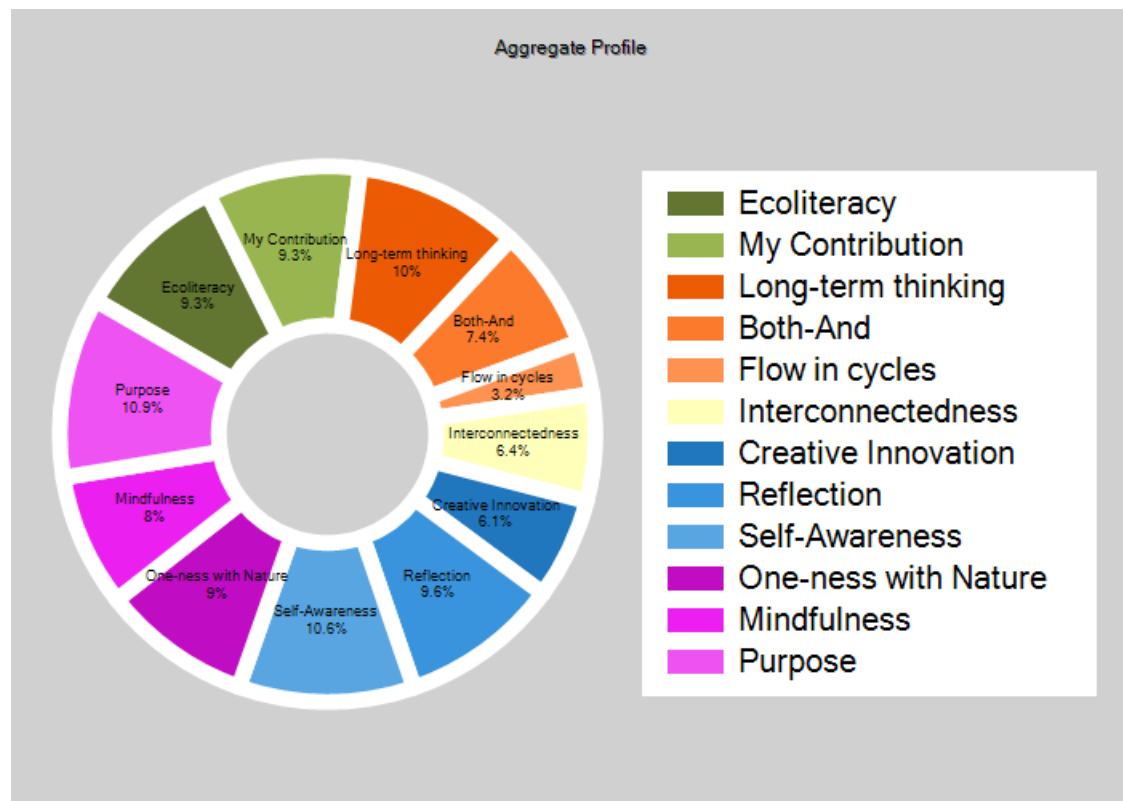 Aggregate Profile
My Contribution
9.3%
Long-term thinking
10%
Ecoliteracy
9.3%
Both-And
7.4%
Flow in cycles
3.2%
Purpose
10.9%
Interconnectedness
6.4%
Mindfulness
8%
Creative Innovation
6.1%
One-ness with Nature
9%
Reflection
9.6%
Self-Awareness
10.6%
Ecoliteracy
My Contribution
Long-term thinking
Both-And
Flow in cycles
Interconnectedness
Creative Innovation
Reflection
Self-Awareness
One-ness with Nature
Mindfulness
Purpose